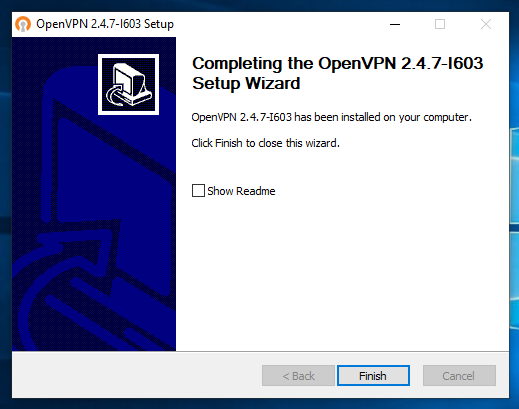 OpenVPN 2.4.7-I603 Setup
Completing the OpenVPN 2.4.7-I603
Setup Wizard
OpenVPN 2.4.7-I603 has been installed on your computer.
Click Finish to close this wizard.
Show Readme
< Back
Finish
Cancel